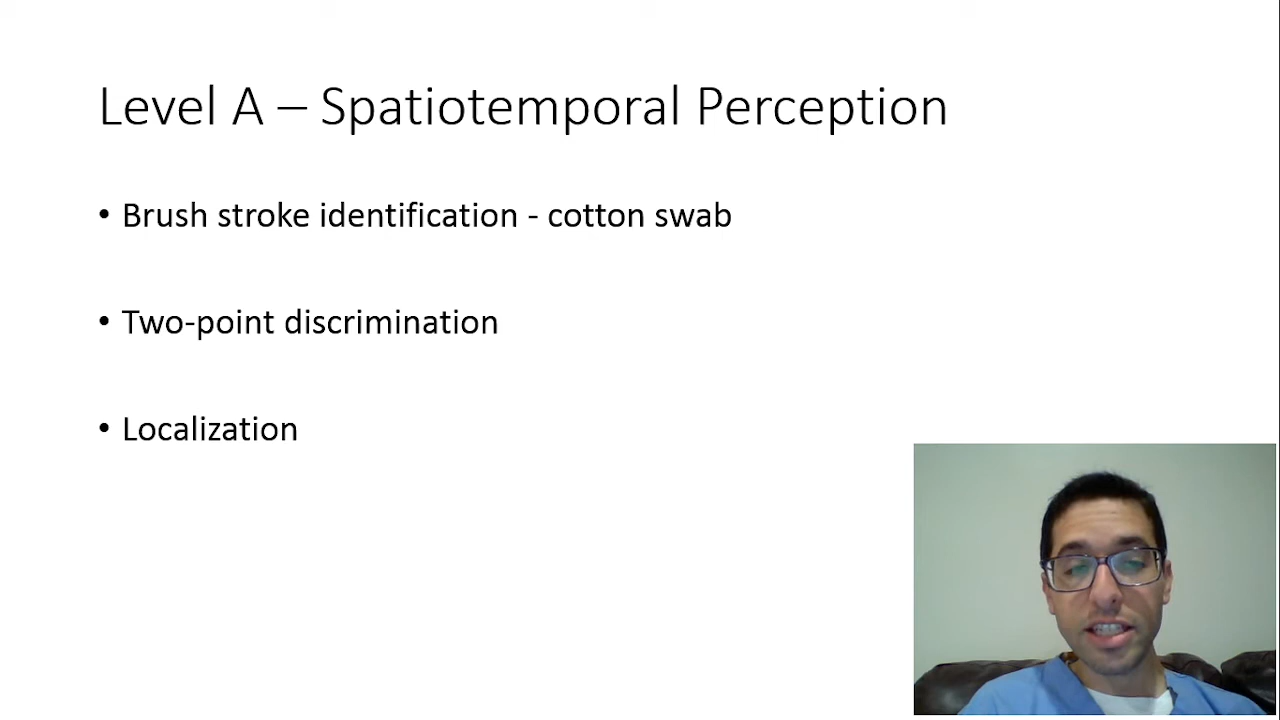 Level A – Spatiotemporal Perception
• Brush stroke identification - cotton swab
• Two-point discrimination
• Localization